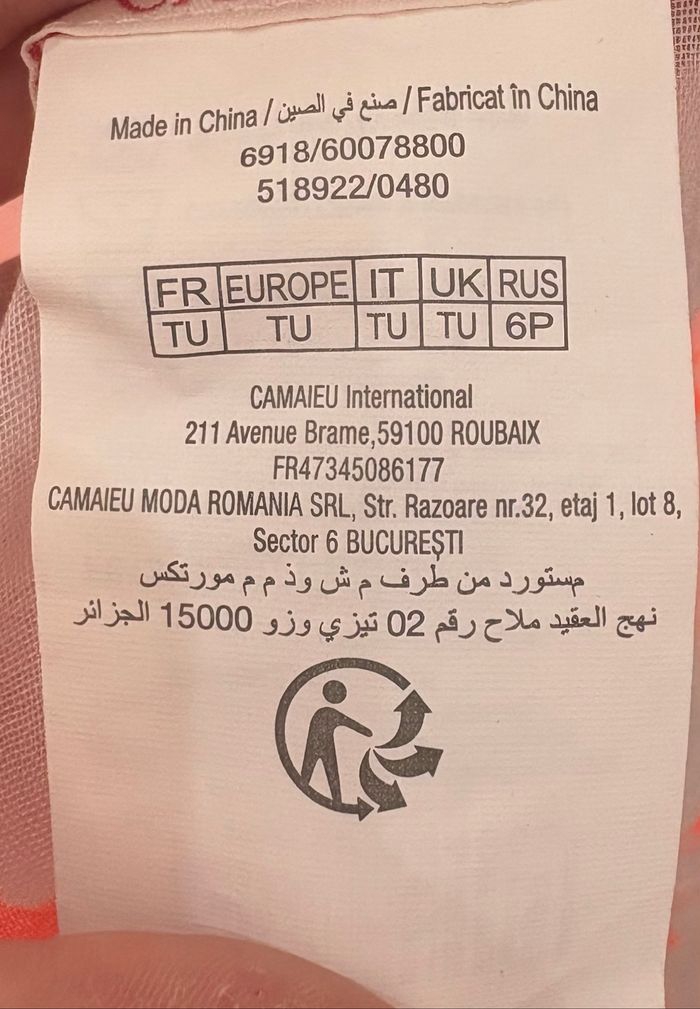 Made in China / صنع في الصين / Fabricat în China
6918/60078800
518922/0480
FR EUROPE IT UK RUS
TU TU TU TU 6P
CAMAIEU International
211 Avenue Brame,59100 ROUBAIX
FR47345086177
CAMAIEU MODA ROMANIA SRL, Str. Razoare nr.32, etaj 1, lot 8,
Sector 6 BUCUREȘTI
مستورد من طرف م ش و ذ م م مورتكس
نهج العقيد ملاح رقم 02 تيزي وزو 15000 الجزائر